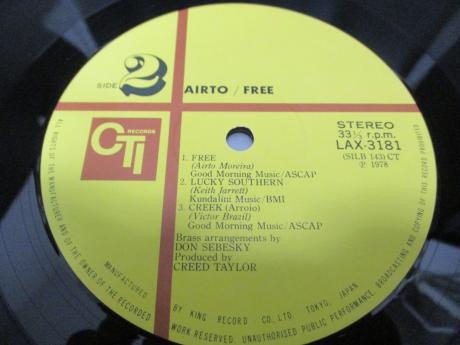 SIDE 2 AIRTO / FREE
CTI RECORDS
STEREO
33⅓ r.p.m.
LAX-3181
(SILB 143) CT
℗ 1978
1. FREE
(Airto Moreira)
Good Morning Music/ASCAP
2. LUCKY SOUTHERN
(Keith Jarrett)
Kundalini Music/BMI
3. CREEK (Arroio)
(Victor Brazil)
Good Morning Music/ASCAP
Brass arrangements by
DON SEBESKY
Produced by
CREED TAYLOR
MANUFACTURED BY KING RECORD CO., LTD. TOKYO, JAPAN
ALL RIGHTS OF THE MANUFACTURER AND OF THE OWNER OF THE RECORDED WORK RESERVED. UNAUTHORISED PUBLIC PERFORMANCE, BROADCASTING AND COPYING OF THIS RECORD PROHIBITED